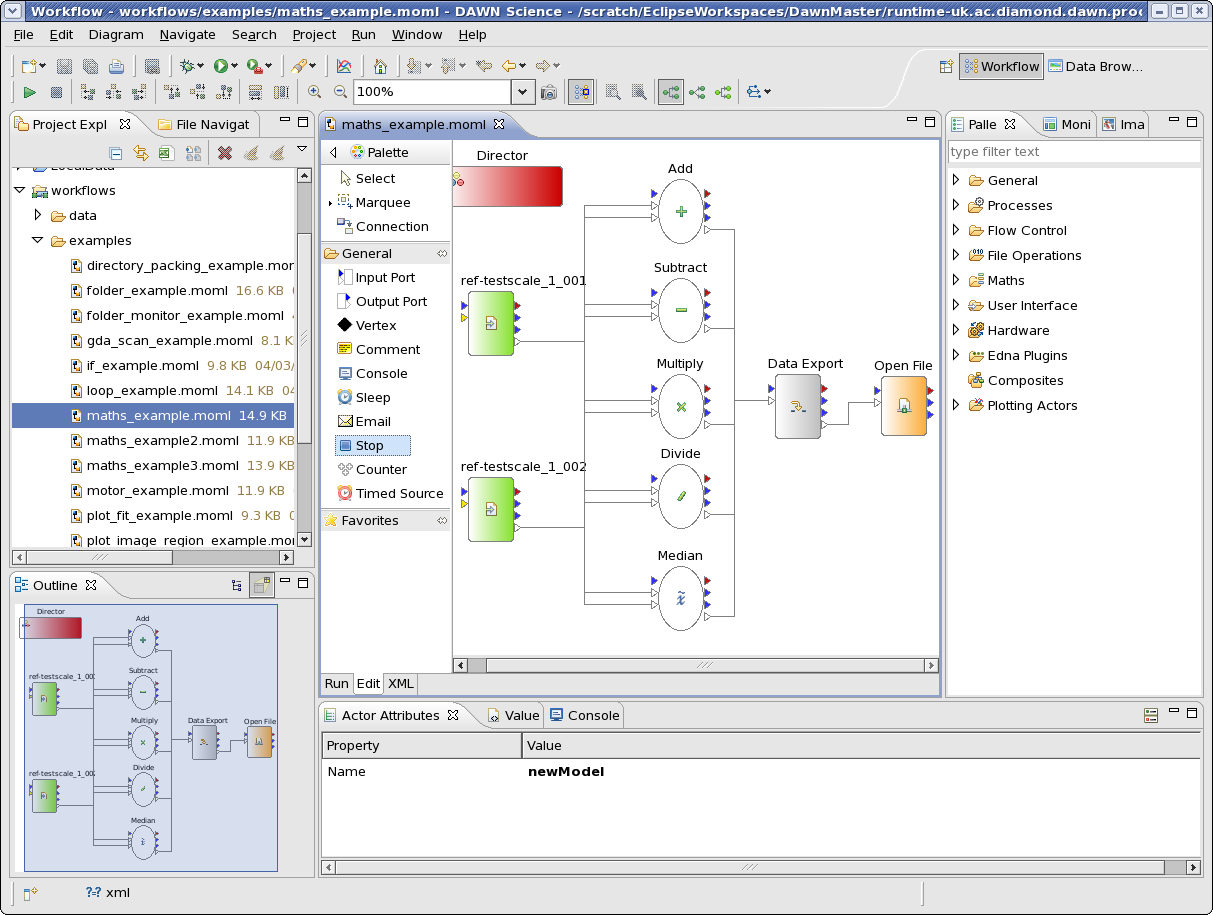 Workflow - workflows/examples/maths_example.moml - DAWN Science - /scratch/EclipseWorkspaces/DawnMaster/runtime-uk.ac.diamond.dawn.proc
File Edit Diagram Navigate Search Project Run Window Help
Workflow Data Brow...
100%
Project Expl File Navigat
workflows
data
examples
directory_packing_example.mor
folder_example.moml 16.6 KB
folder_monitor_example.moml
gda_scan_example.moml 8.1 K
if_example.moml 9.8 KB 04/03/
loop_example.moml 14.1 KB 04
maths_example.moml 14.9 KB
maths_example2.moml 11.9 KB
maths_example3.moml 13.9 KB
motor_example.moml 11.9 KB
plot_fit_example.moml 9.3 KB
plot_image_region_example.mor
Outline
Director
Add
Subtract
ref-testscale_1_00
Multiply
Data Export
Open File
Divide
ref-testscale_1_00
Median
maths_example.moml
Palette
Select
Marquee
Connection
General
Input Port
Output Port
Vertex
Comment
Console
Sleep
Email
Stop
Counter
Timed Source
Favorites
Director
Add
Subtract
ref-testscale_1_001
Multiply
Data Export
Open File
Divide
ref-testscale_1_002
Median
Run Edit XML
Palle Moni Ima
type filter text
General
Processes
Flow Control
File Operations
Maths
User Interface
Hardware
Edna Plugins
Composites
Plotting Actors
Actor Attributes Value Console
Property Value
Name newModel
?-? xml